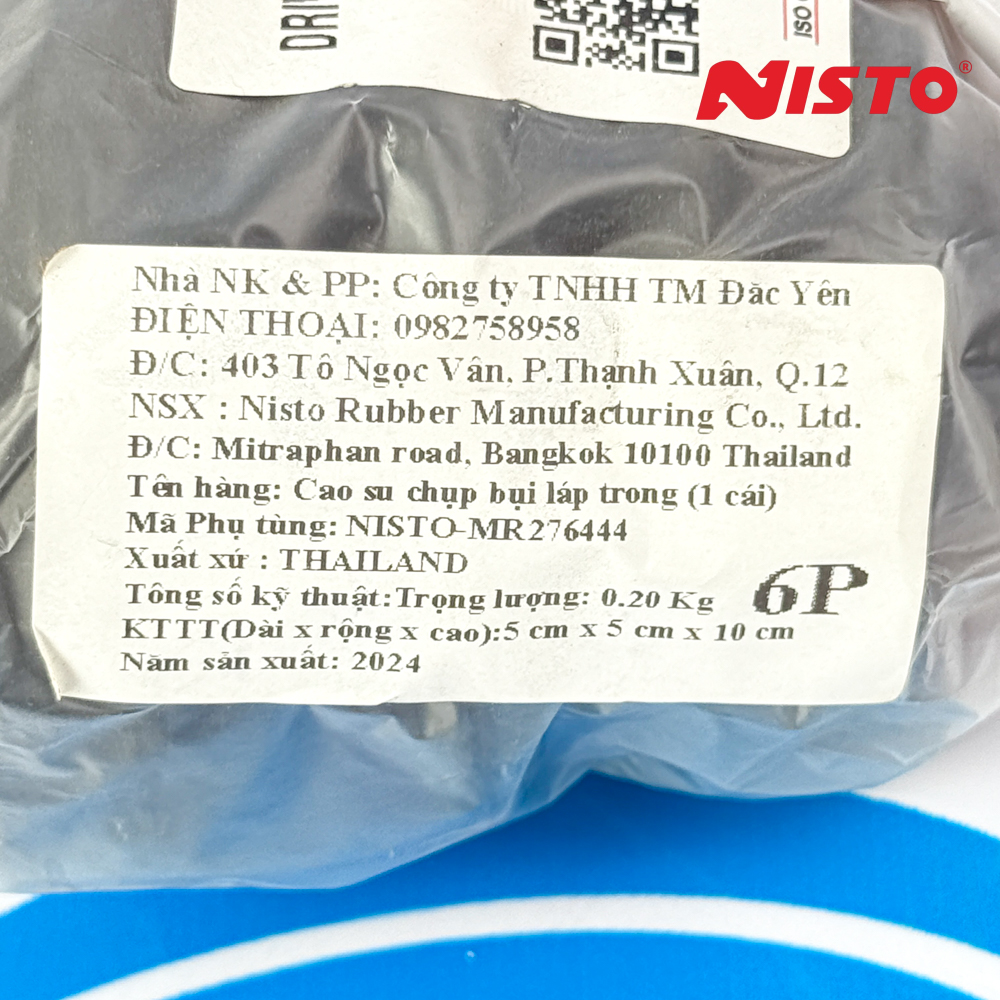 DRIV
ISO
NISTO®
Nhà NK & PP: Công ty TNHH TM Đăc Yên
ĐIỆN THOẠI: 0982758958
Đ/C: 403 Tô Ngọc Vân, P.Thạnh Xuân, Q.12
NSX : Nisto Rubber Manufacturing Co., Ltd.
Đ/C: Mitraphan road, Bangkok 10100 Thailand
Tên hàng: Cao su chụp bụi láp trong (1 cái)
Mã Phụ tùng: NISTO-MR276444
Xuất xứ : THAILAND
Tông số kỹ thuật:Trọng lượng: 0.20 Kg
6P
KTTT(Dài x rộng x cao):5 cm x 5 cm x 10 cm
Năm sản xuất: 2024